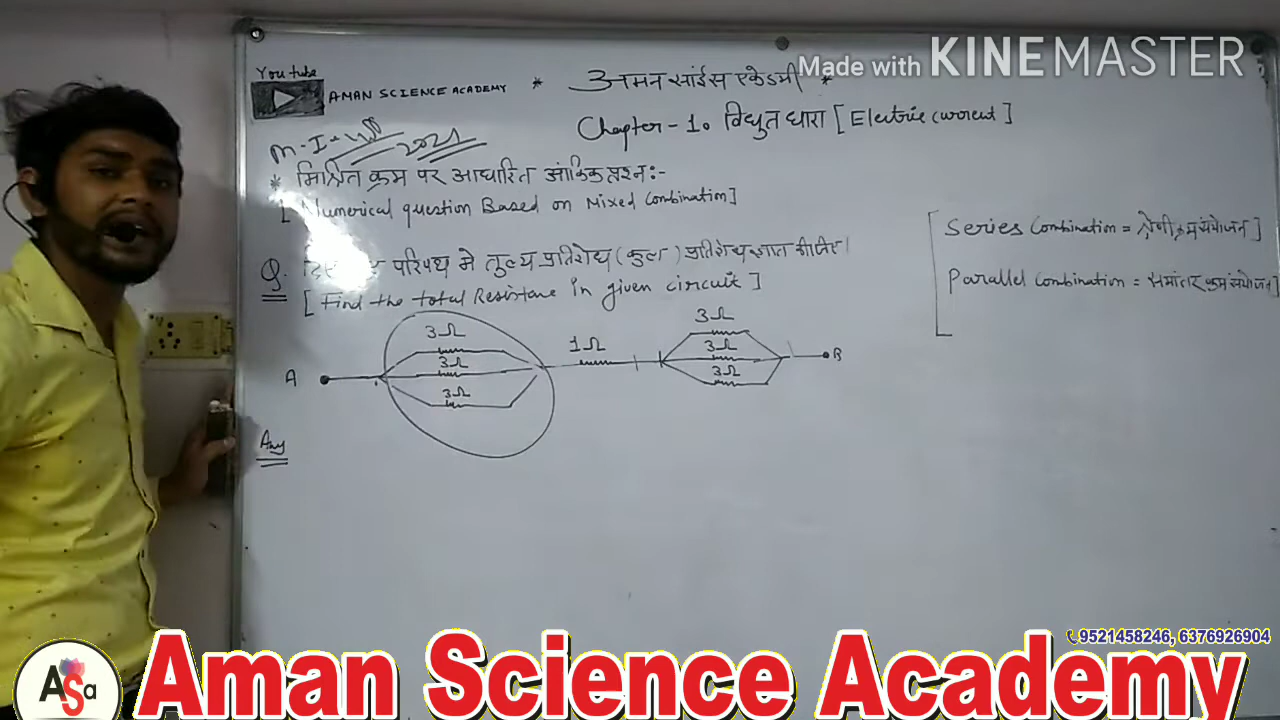 Made with KINEMASTER
You tube
AMAN SCIENCE ACADEMY * अमन साईंस एकेडमी *
Chapter - 1. विधुत धारा [Electric current]
M-I = 2021
* मिश्रित क्रम पर आधारित आंकिक प्रश्न :-
[Numerical question Based on Mixed Combination]
Q. परिपथ मे तुल्य प्रतिरोध (कुल) प्रतिरोध ज्ञात कीजिए।
[Find the total Resistane in given circuit]
[Series Combination = श्रेणी क्रम संयोजन]
Parallel Combination = समांतर क्रम संयोजन]
3Ω
3Ω
3Ω
1Ω
3Ω
3Ω
3Ω
A
B
Ans
9521458246, 6376926904
ASa
Aman Science Academy